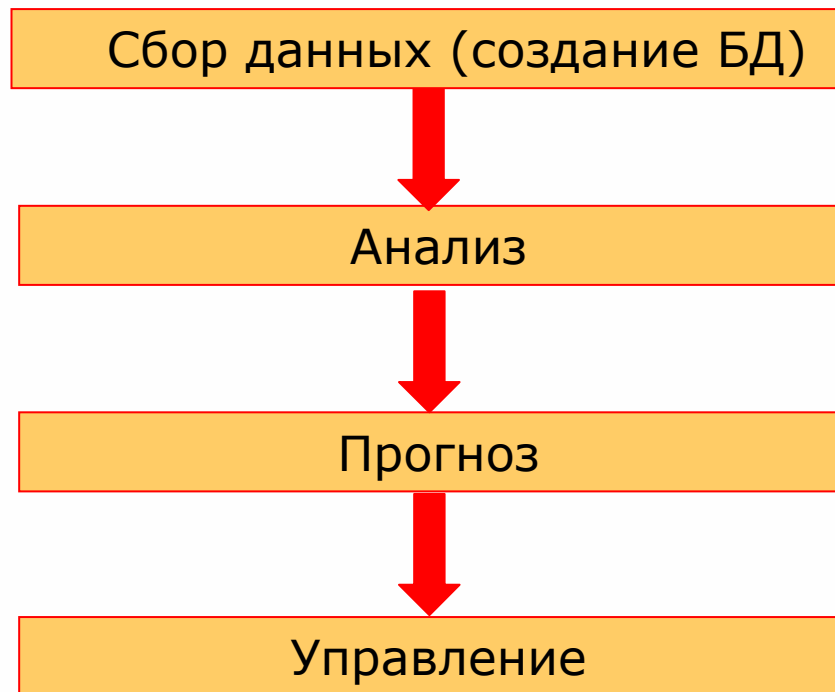 Сбор данных (создание БД)
Анализ
Прогноз
Управление